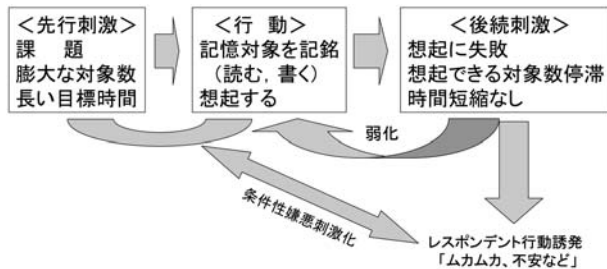 ＜先行刺激＞
課　題
膨大な対象数
長い目標時間
＜行　動＞
記憶対象を記銘
（読む，書く）
想起する
＜後続刺激＞
想起に失敗
想起できる対象数停滞
時間短縮なし
弱化
条件性嫌悪刺激化
レスポンデント行動誘発
「ムカムカ、不安など」